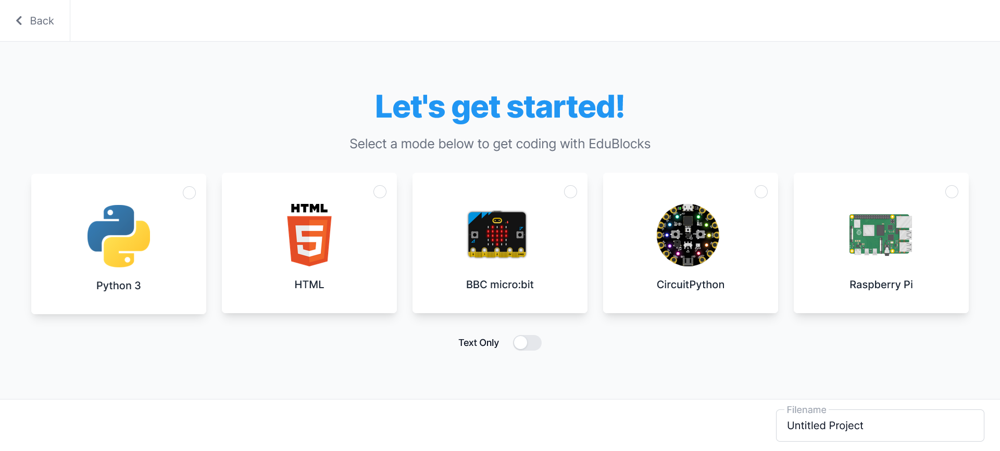 Back
Let's get started!
Select a mode below to get coding with EduBlocks
Python 3
HTML
HTML
BBC micro:bit
CircuitPython
Raspberry Pi
Text Only
Filename
Untitled Project